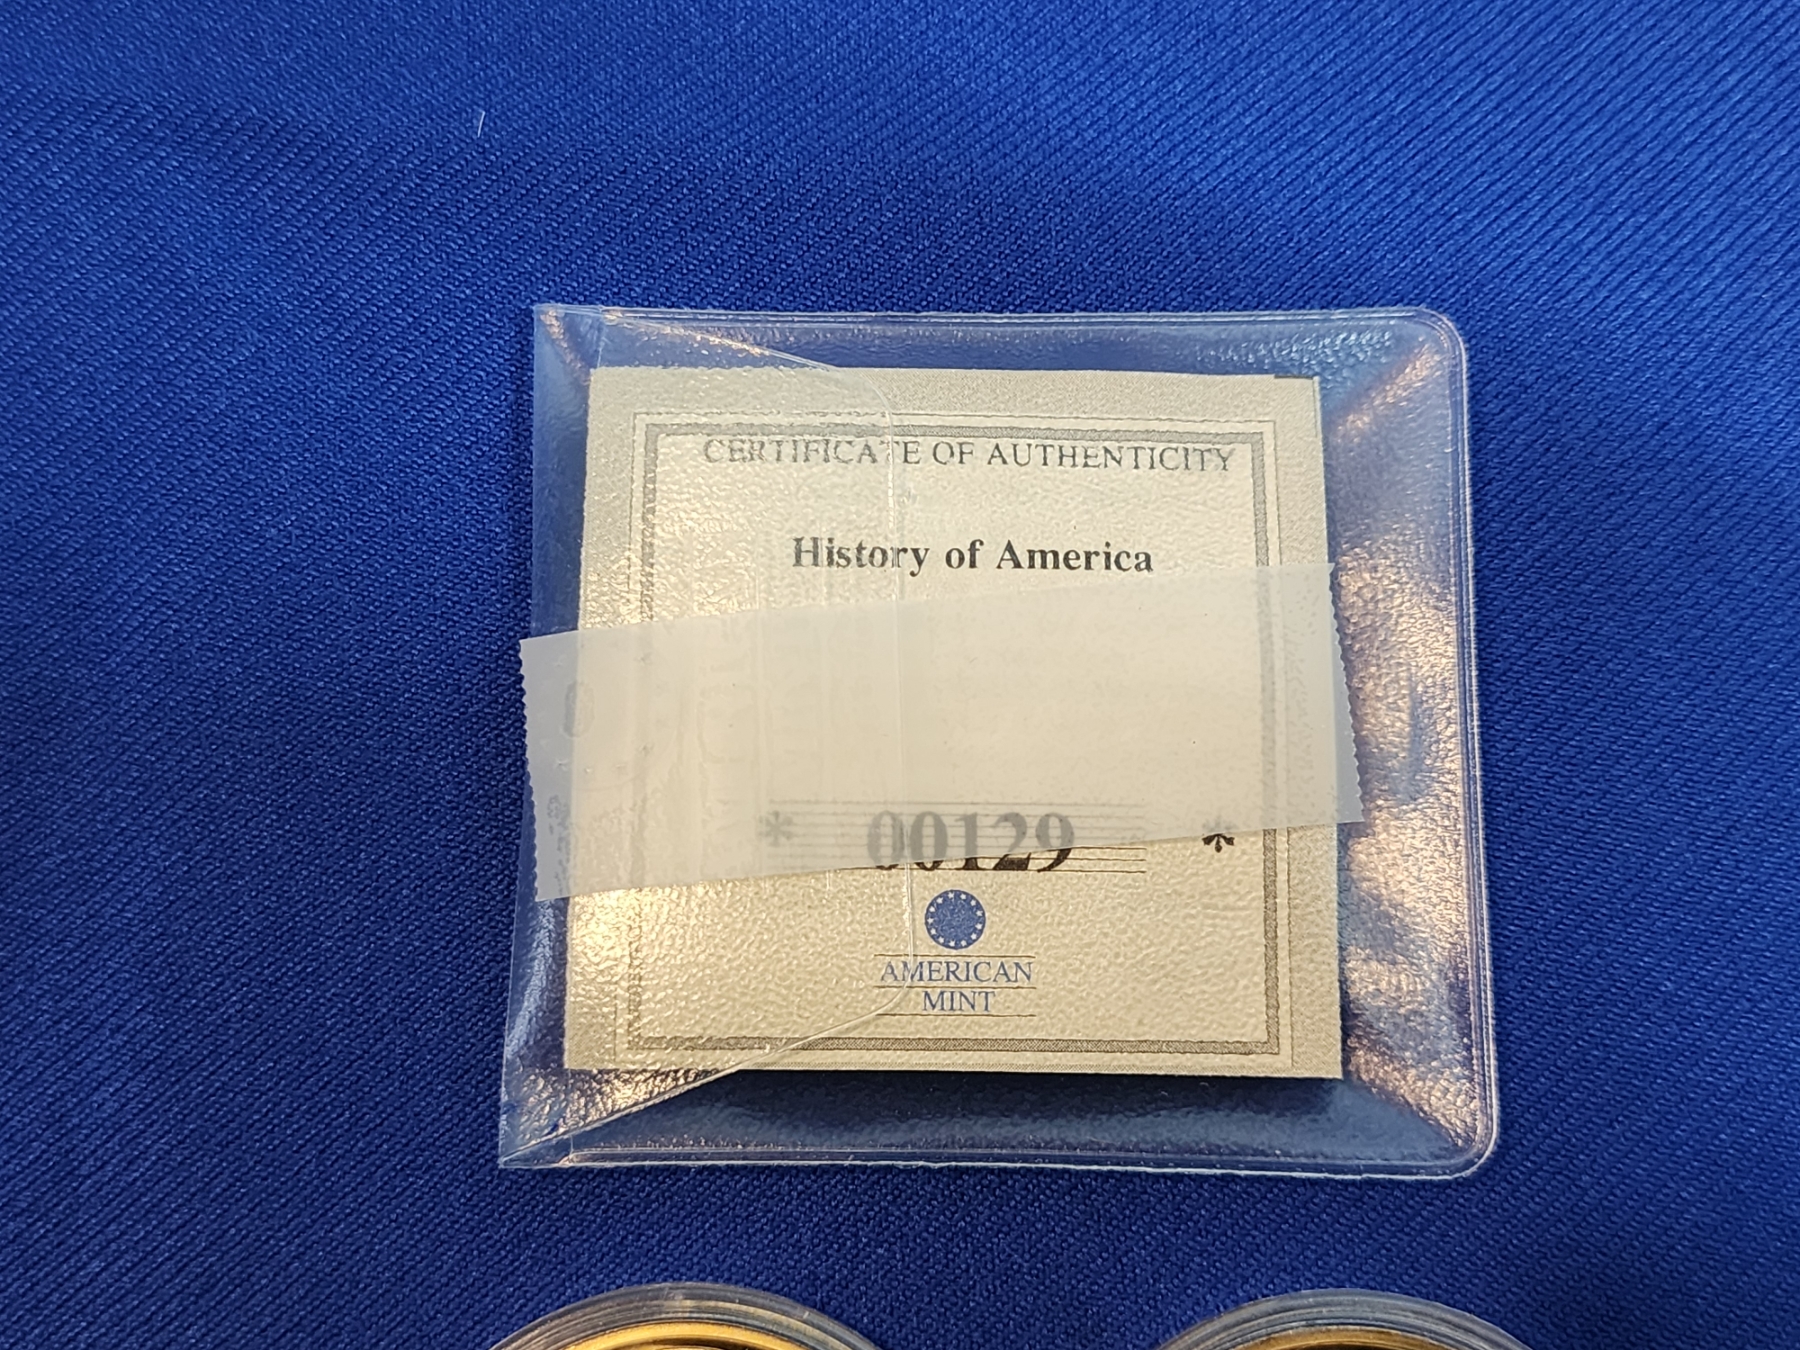 CERTIFICATE OF AUTHENTICITY
History of America
* 00129 *
AMERICAN
MINT